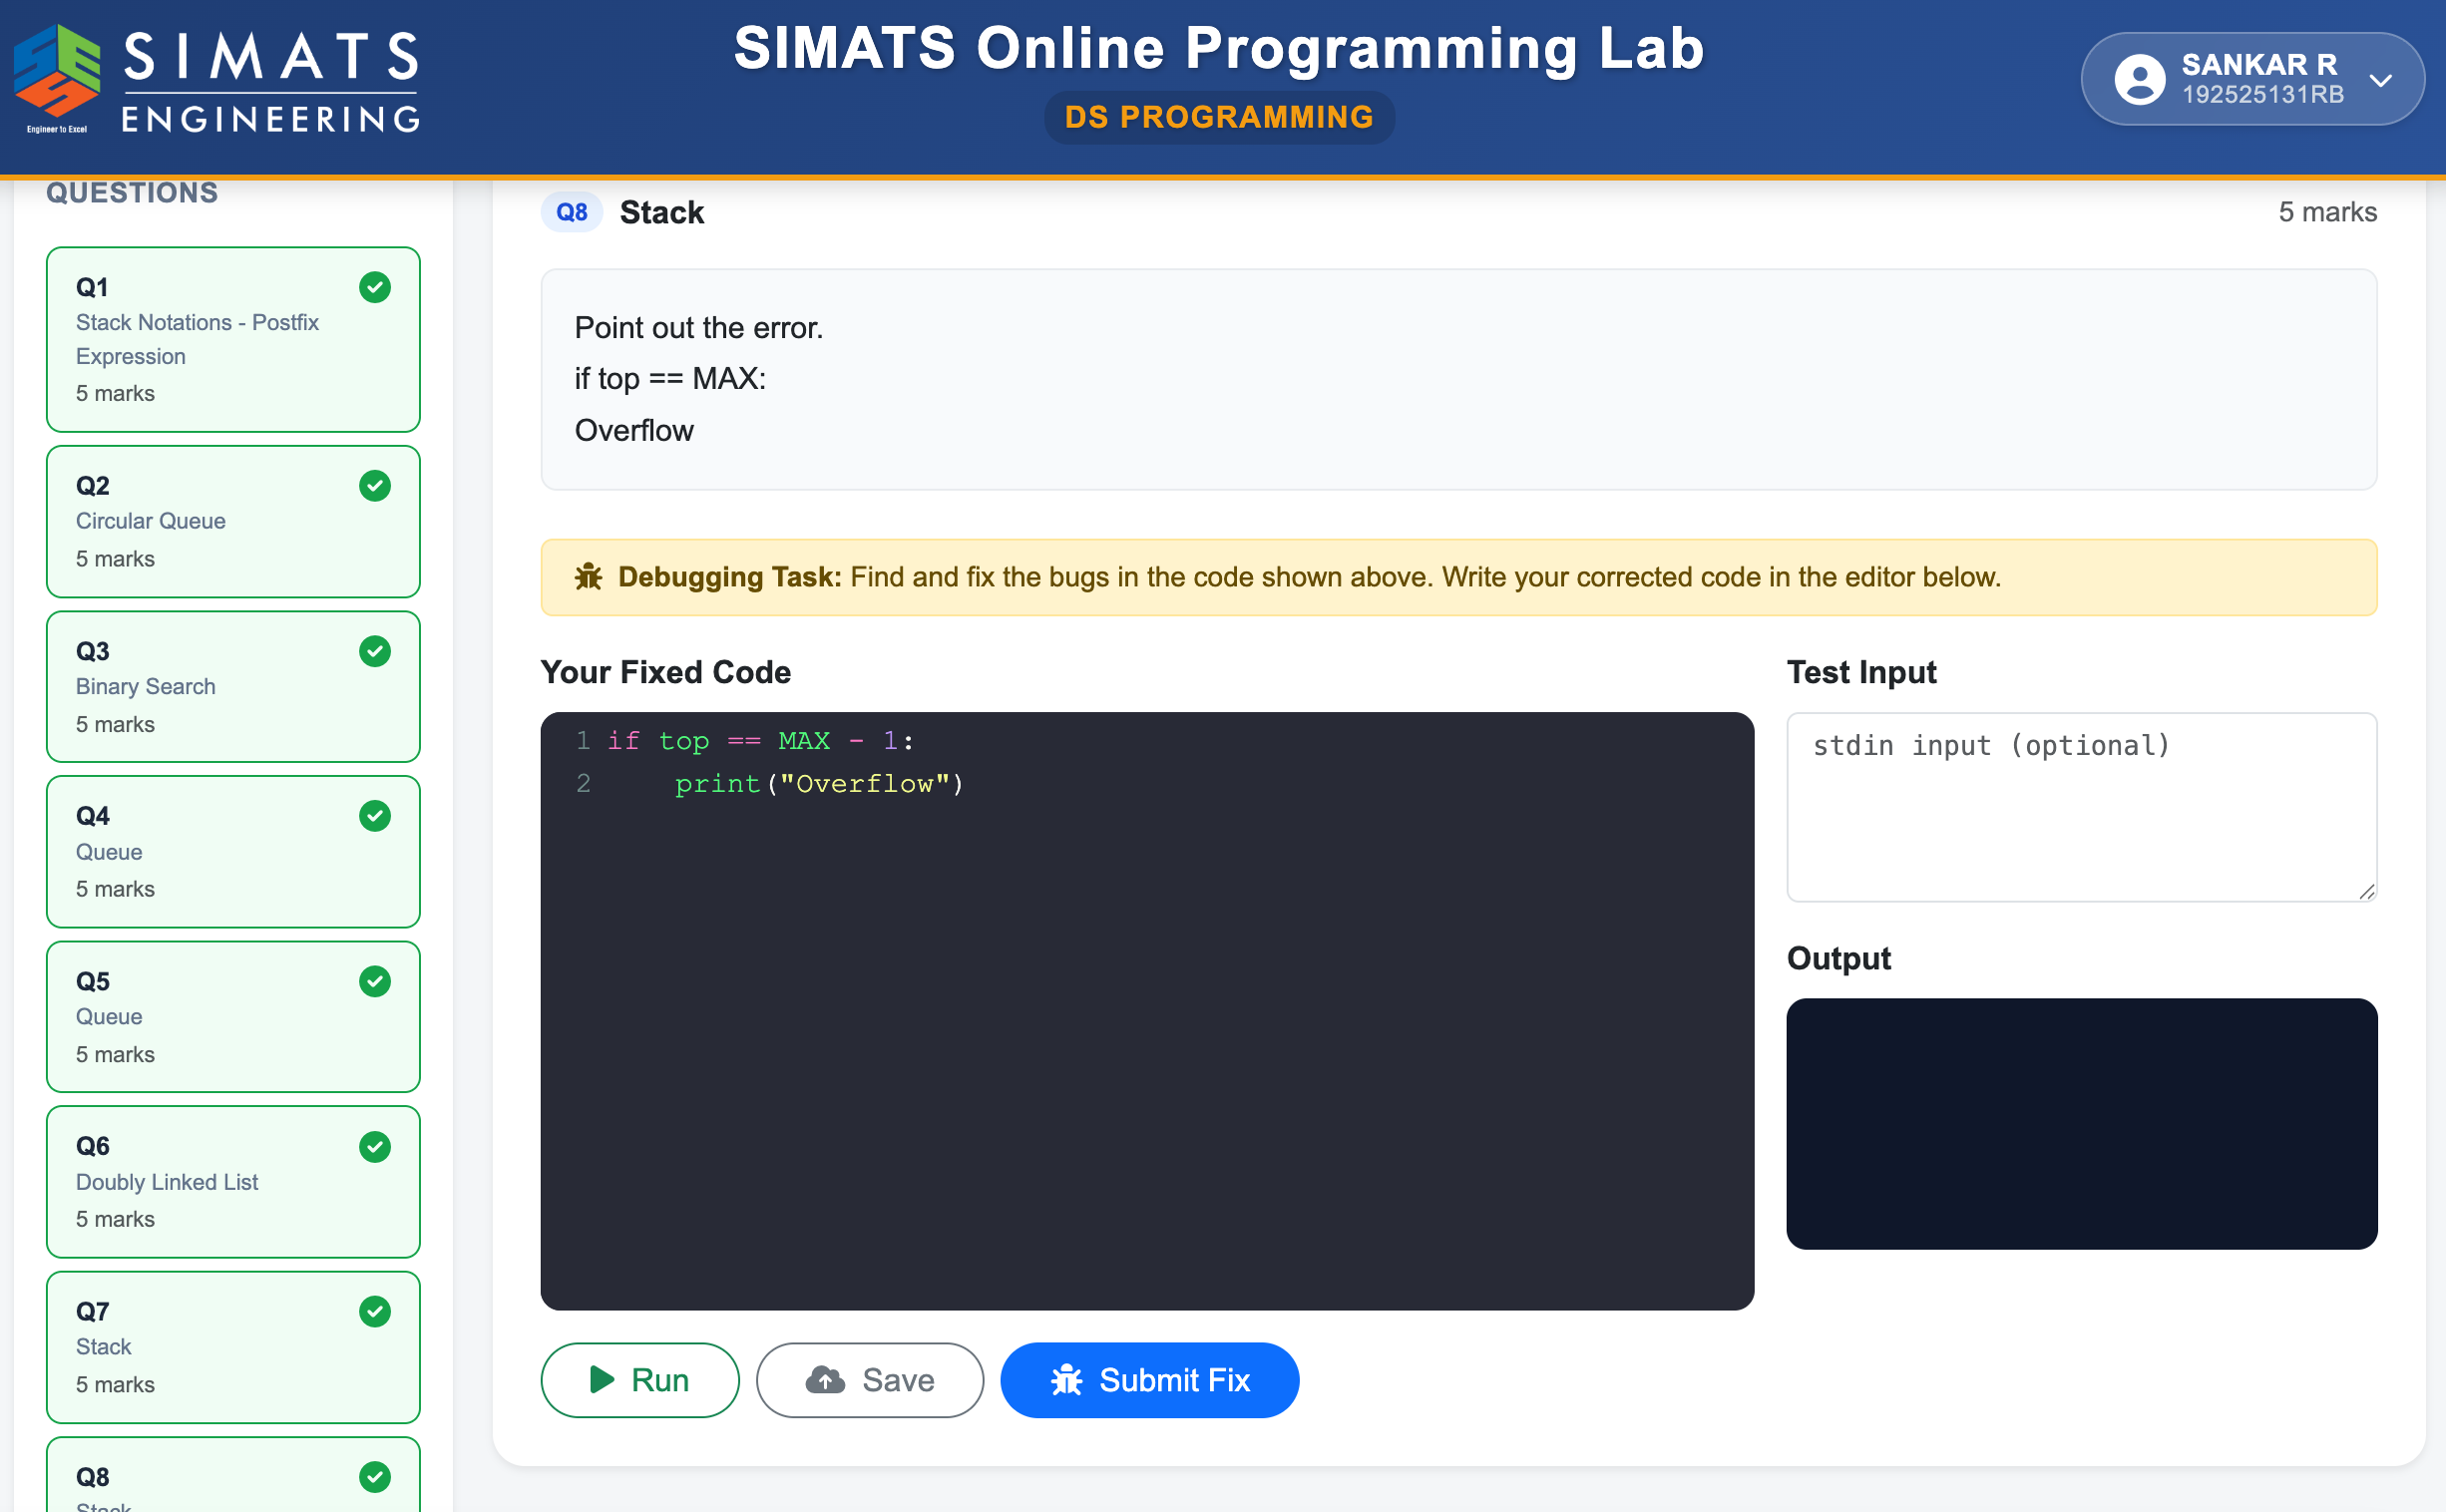 SIMATS
ENGINEERING
Engineer to Excel
SIMATS Online Programming Lab
DS PROGRAMMING
SANKAR R
192525131RB
QUESTIONS
Q1
Stack Notations - Postfix
Expression
5 marks
Q2
Circular Queue
5 marks
Q3
Binary Search
5 marks
Q4
Queue
5 marks
Q5
Queue
5 marks
Q6
Doubly Linked List
5 marks
Q7
Stack
5 marks
Q8
Stack
Q8 Stack 5 marks
Point out the error.
if top == MAX:
Overflow
Debugging Task: Find and fix the bugs in the code shown above. Write your corrected code in the editor below.
Your Fixed Code
1 if top == MAX - 1:
2     print("Overflow")
Test Input
stdin input (optional)
Output
Run
Save
Submit Fix